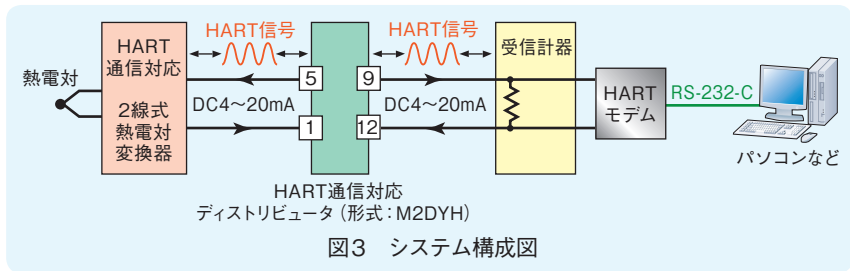 熱電対
HART
通信対応
2線式
熱電対
変換器
HART信号
5
DC4〜20mA
1
HART通信対応
ディストリビュータ（形式：M2DYH）
HART信号
9
DC4〜20mA
12
受信計器
HART
モデム
RS-232-C
パソコンなど
図3 システム構成図